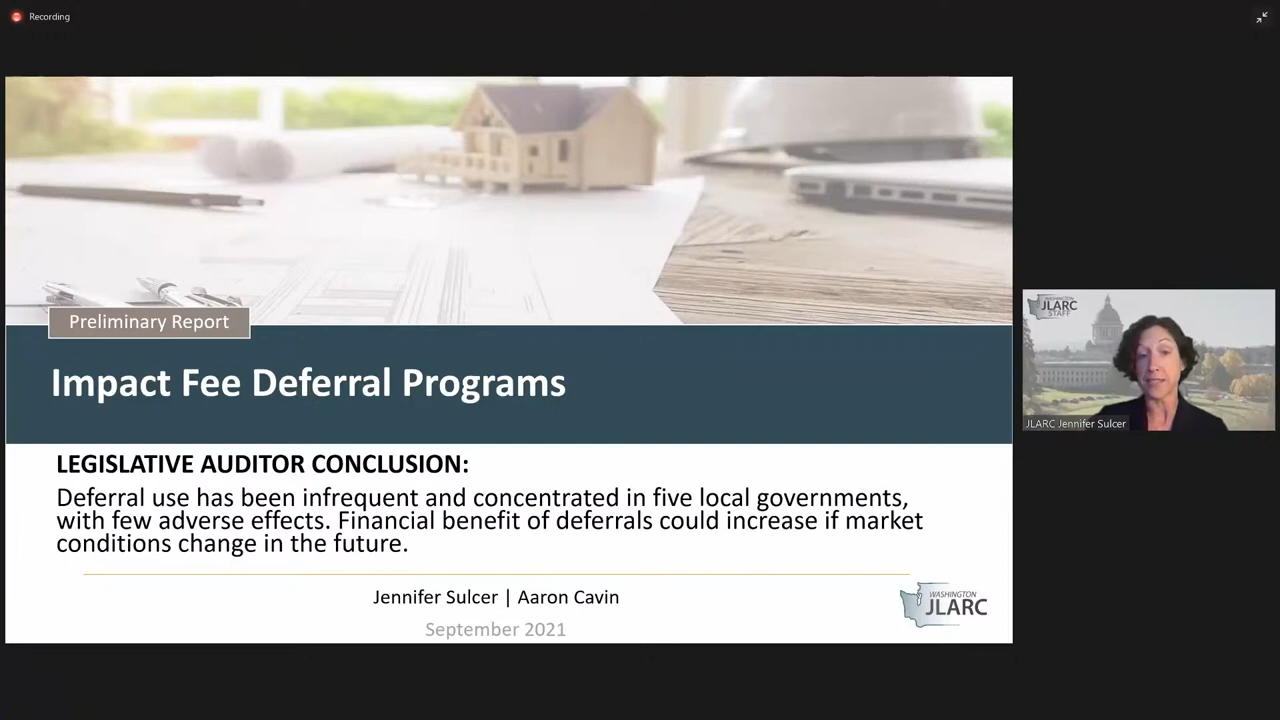 Recording
Preliminary Report
Impact Fee Deferral Programs
LEGISLATIVE AUDITOR CONCLUSION:
Deferral use has been infrequent and concentrated in five local governments,
with few adverse effects. Financial benefit of deferrals could increase if market
conditions change in the future.
Jennifer Sulcer | Aaron Cavin
September 2021
WASHINGTON
JLARC
WASHINGTON
JLARC
STAFF
JLARC Jennifer Sulcer